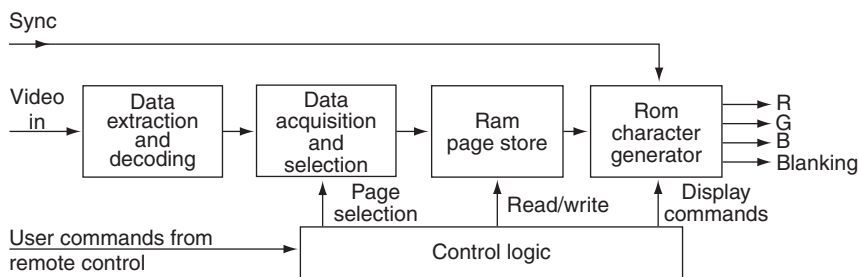 Sync
Video
in
Data
extraction
and
decoding
Data
acquisition
and
selection
Ram
page store
Rom
character
generator
R
G
B
Blanking
Page
selection
Read/write
Display
commands
User commands from
remote control
Control logic